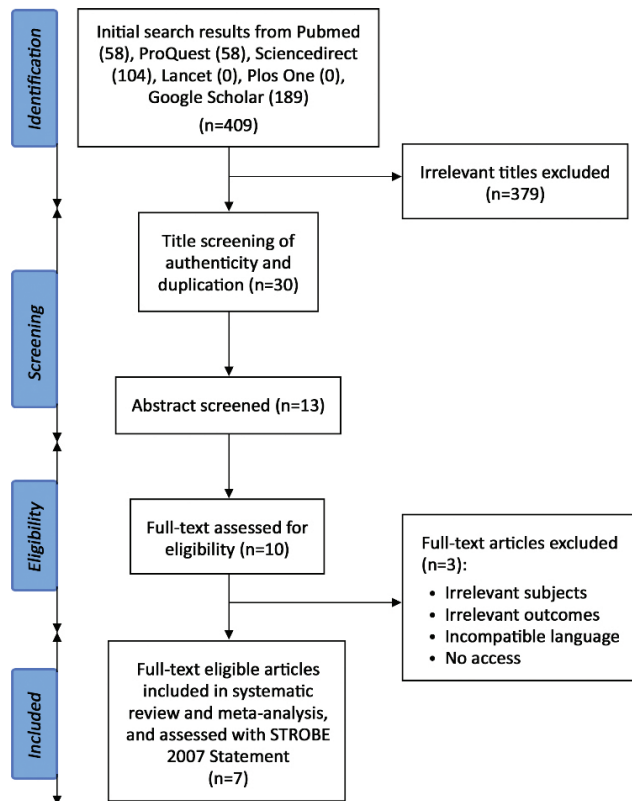 Identification
Initial search results from Pubmed
(58), ProQuest (58), Sciencedirect
(104), Lancet (0), Plos One (0),
Google Scholar (189)
(n=409)
Irrelevant titles excluded
(n=379)
Screening
Title screening of
authenticity and
duplication (n=30)
Abstract screened (n=13)
Eligibility
Full-text assessed for
eligibility (n=10)
Full-text articles excluded
(n=3):
• Irrelevant subjects
• Irrelevant outcomes
• Incompatible language
• No access
Included
Full-text eligible articles
included in systematic
review and meta-analysis,
and assessed with STROBE
2007 Statement
(n=7)